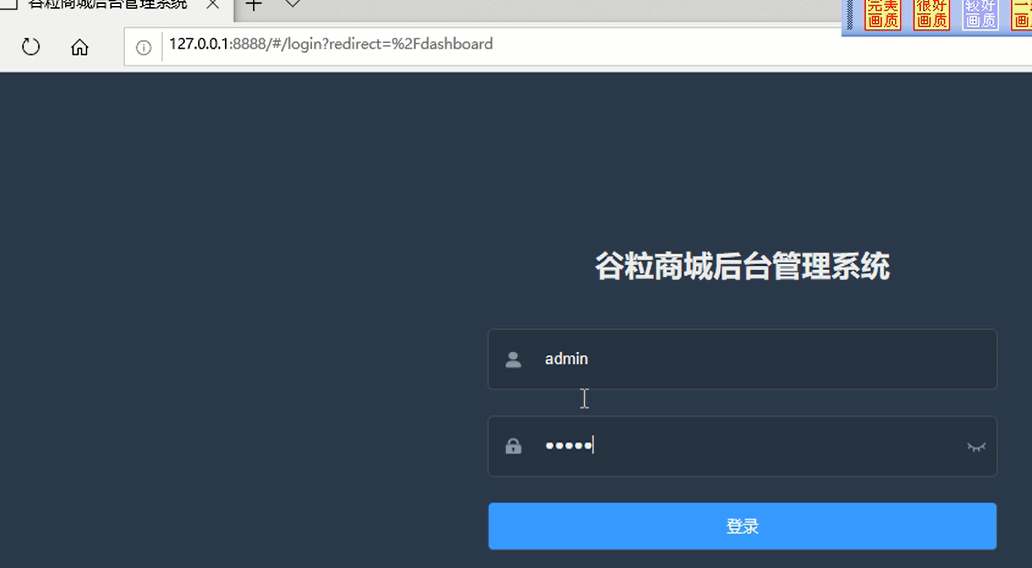 谷粒商城后台管理系统
完美画质
很好画质
较好画质
127.0.0.1:8888/#/login?redirect=%2Fdashboard
谷粒商城后台管理系统
admin
•••••
登录